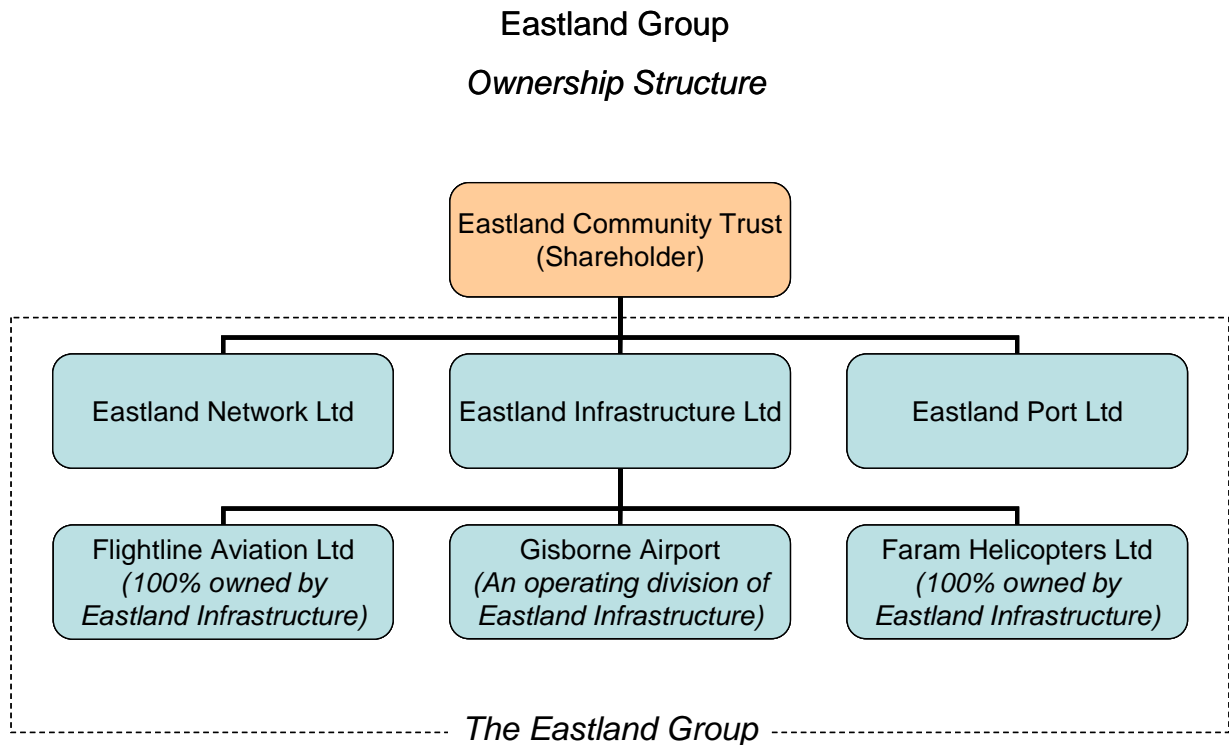 Eastland Group
Ownership Structure
Eastland Community Trust
(Shareholder)
Eastland Network Ltd
Eastland Infrastructure Ltd
Eastland Port Ltd
Flightline Aviation Ltd
(100% owned by
Eastland Infrastructure)
Gisborne Airport
(An operating division of
Eastland Infrastructure)
Faram Helicopters Ltd
(100% owned by
Eastland Infrastructure)
The Eastland Group